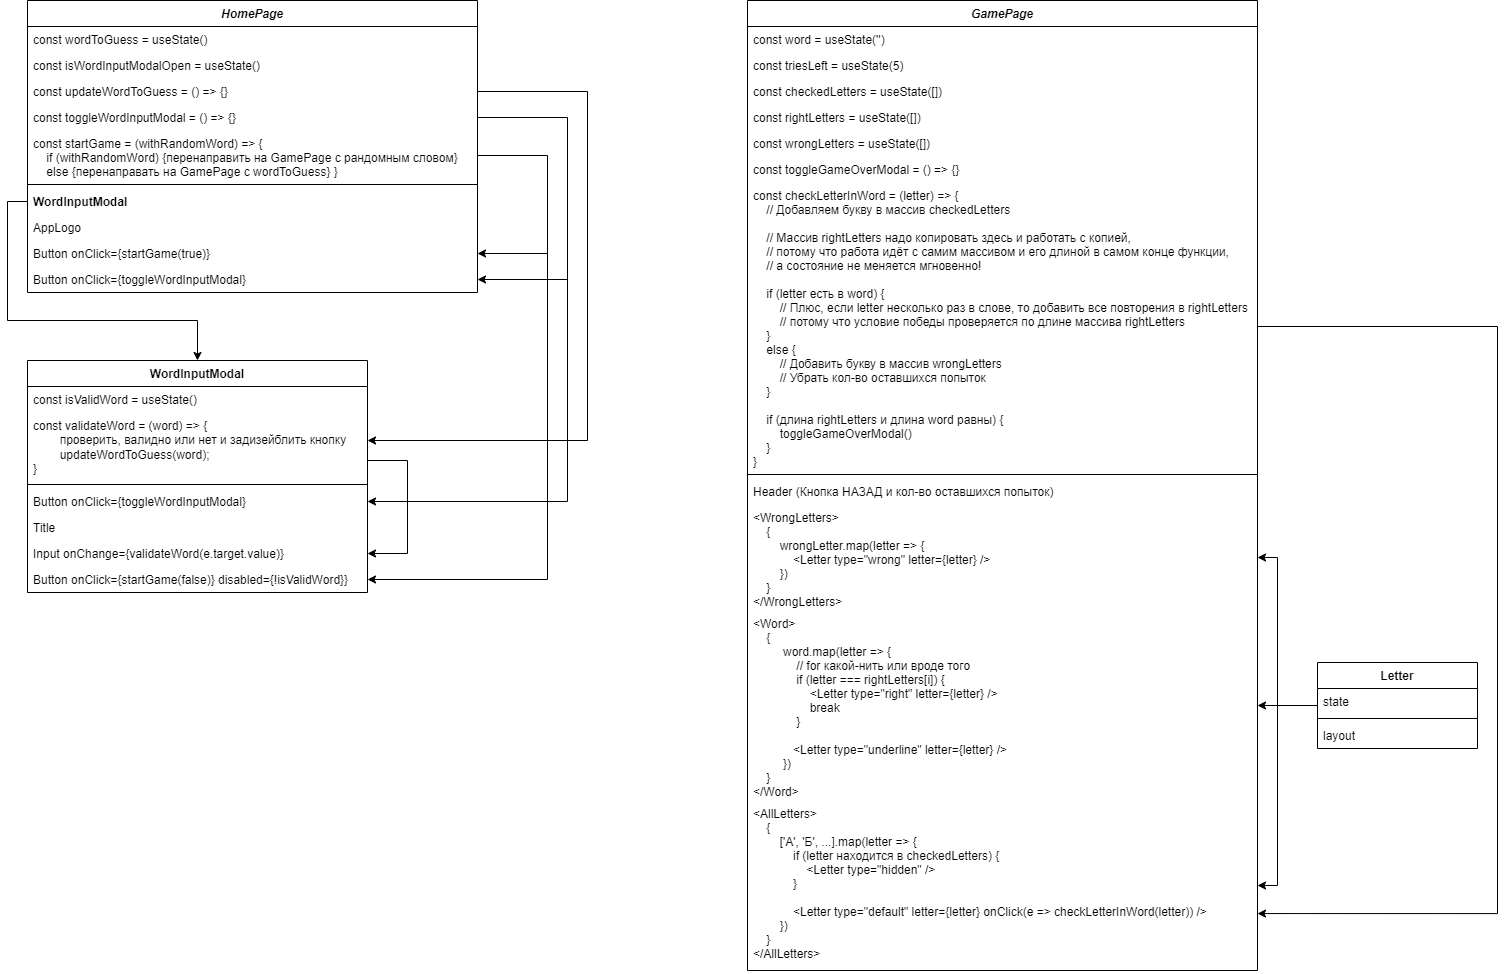 HomePage
const wordToGuess = useState()
const isWordInputModalOpen = useState()
const updateWordToGuess = () => {}
const toggleWordInputModal = () => {}
const startGame = (withRandomWord) => {
if (withRandomWord) {перенаправить на GamePage с рандомным словом}
else {перенаправать на GamePage с wordToGuess} }
WordInputModal
AppLogo
Button onClick={startGame(true)}
Button onClick={toggleWordInputModal}
WordInputModal
const isValidWord = useState()
const validateWord = (word) => {
проверить, валидно или нет и задизейблить кнопку
updateWordToGuess(word);
}
Button onClick={toggleWordInputModal}
Title
Input onChange={validateWord(e.target.value)}
Button onClick={startGame(false)} disabled={!isValidWord}}
GamePage
const word = useState('')
const triesLeft = useState(5)
const checkedLetters = useState([])
const rightLetters = useState([])
const wrongLetters = useState([])
const toggleGameOverModal = () => {}
const checkLetterInWord = (letter) => {
// Добавляем букву в массив checkedLetters
// Массив rightLetters надо копировать здесь и работать с копией,
// потому что работа идёт с самим массивом и его длиной в самом конце функции,
// а состояние не меняется мгновенно!
if (letter есть в word) {
// Плюс, если letter несколько раз в слове, то добавить все повторения в rightLetters
// потому что условие победы проверяется по длине массива rightLetters
}
else {
// Добавить букву в массив wrongLetters
// Убрать кол-во оставшихся попыток
}
if (длина rightLetters и длина word равны) {
toggleGameOverModal()
}
}
Header (Кнопка НАЗАД и кол-во оставшихся попыток)
<WrongLetters>
{
wrongLetter.map(letter => {
<Letter type="wrong" letter={letter} />
})
}
</WrongLetters>
<Word>
{
word.map(letter => {
// for какой-нить или вроде того
if (letter === rightLetters[i]) {
<Letter type="right" letter={letter} />
break
}
<Letter type="underline" letter={letter} />
})
}
</Word>
<AllLetters>
{
['А', 'Б', ...].map(letter => {
if (letter находится в checkedLetters) {
<Letter type="hidden" />
}
<Letter type="default" letter={letter} onClick(e => checkLetterInWord(letter)) />
})
}
</AllLetters>
Letter
state
layout